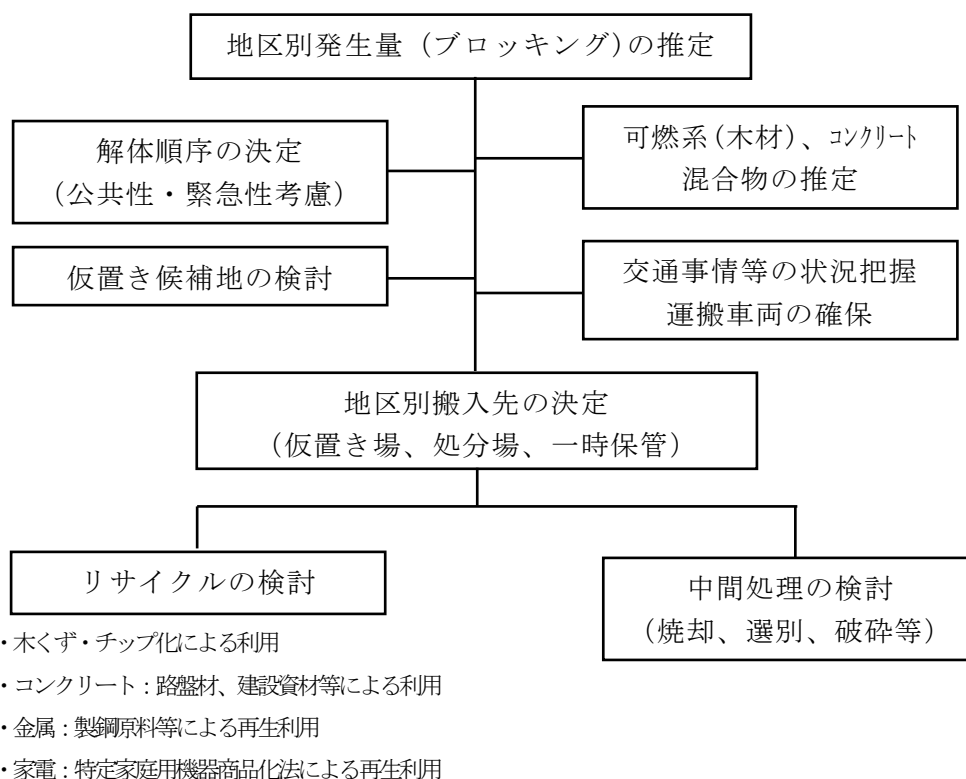 地区別発生量（ブロッキング）の推定
解体順序の決定
（公共性・緊急性考慮）
可燃系（木材）、ｺﾝｸﾘｰﾄ
混合物の推定
仮置き候補地の検討
交通事情等の状況把握
運搬車両の確保
地区別搬入先の決定
（仮置き場、処分場、一時保管）
リサイクルの検討
中間処理の検討
（焼却、選別、破砕等）
・木くず・チップ化による利用
・コンクリート：路盤材、建設資材等による利用
・金属：製鋼原料等による再生利用
・家電：特定家庭用機器商品化法による再生利用